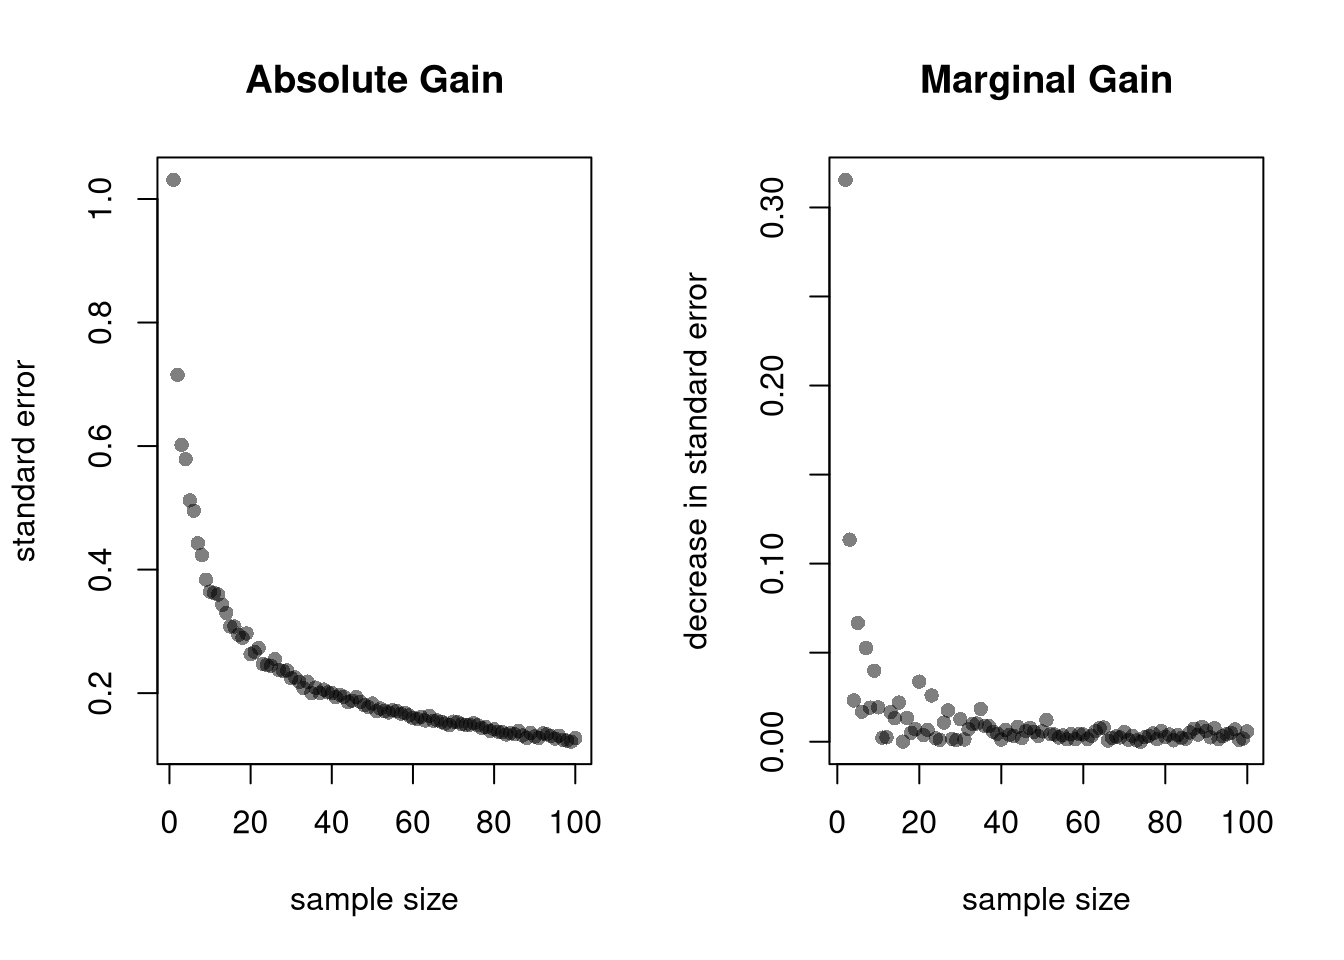 Absolute Gain
standard error
1.0
0.8
0.6
0.4
0.2
0 20 40 60 80 100
sample size
Marginal Gain
decrease in standard error
0.30
0.20
0.10
0.00
0 20 40 60 80 100
sample size